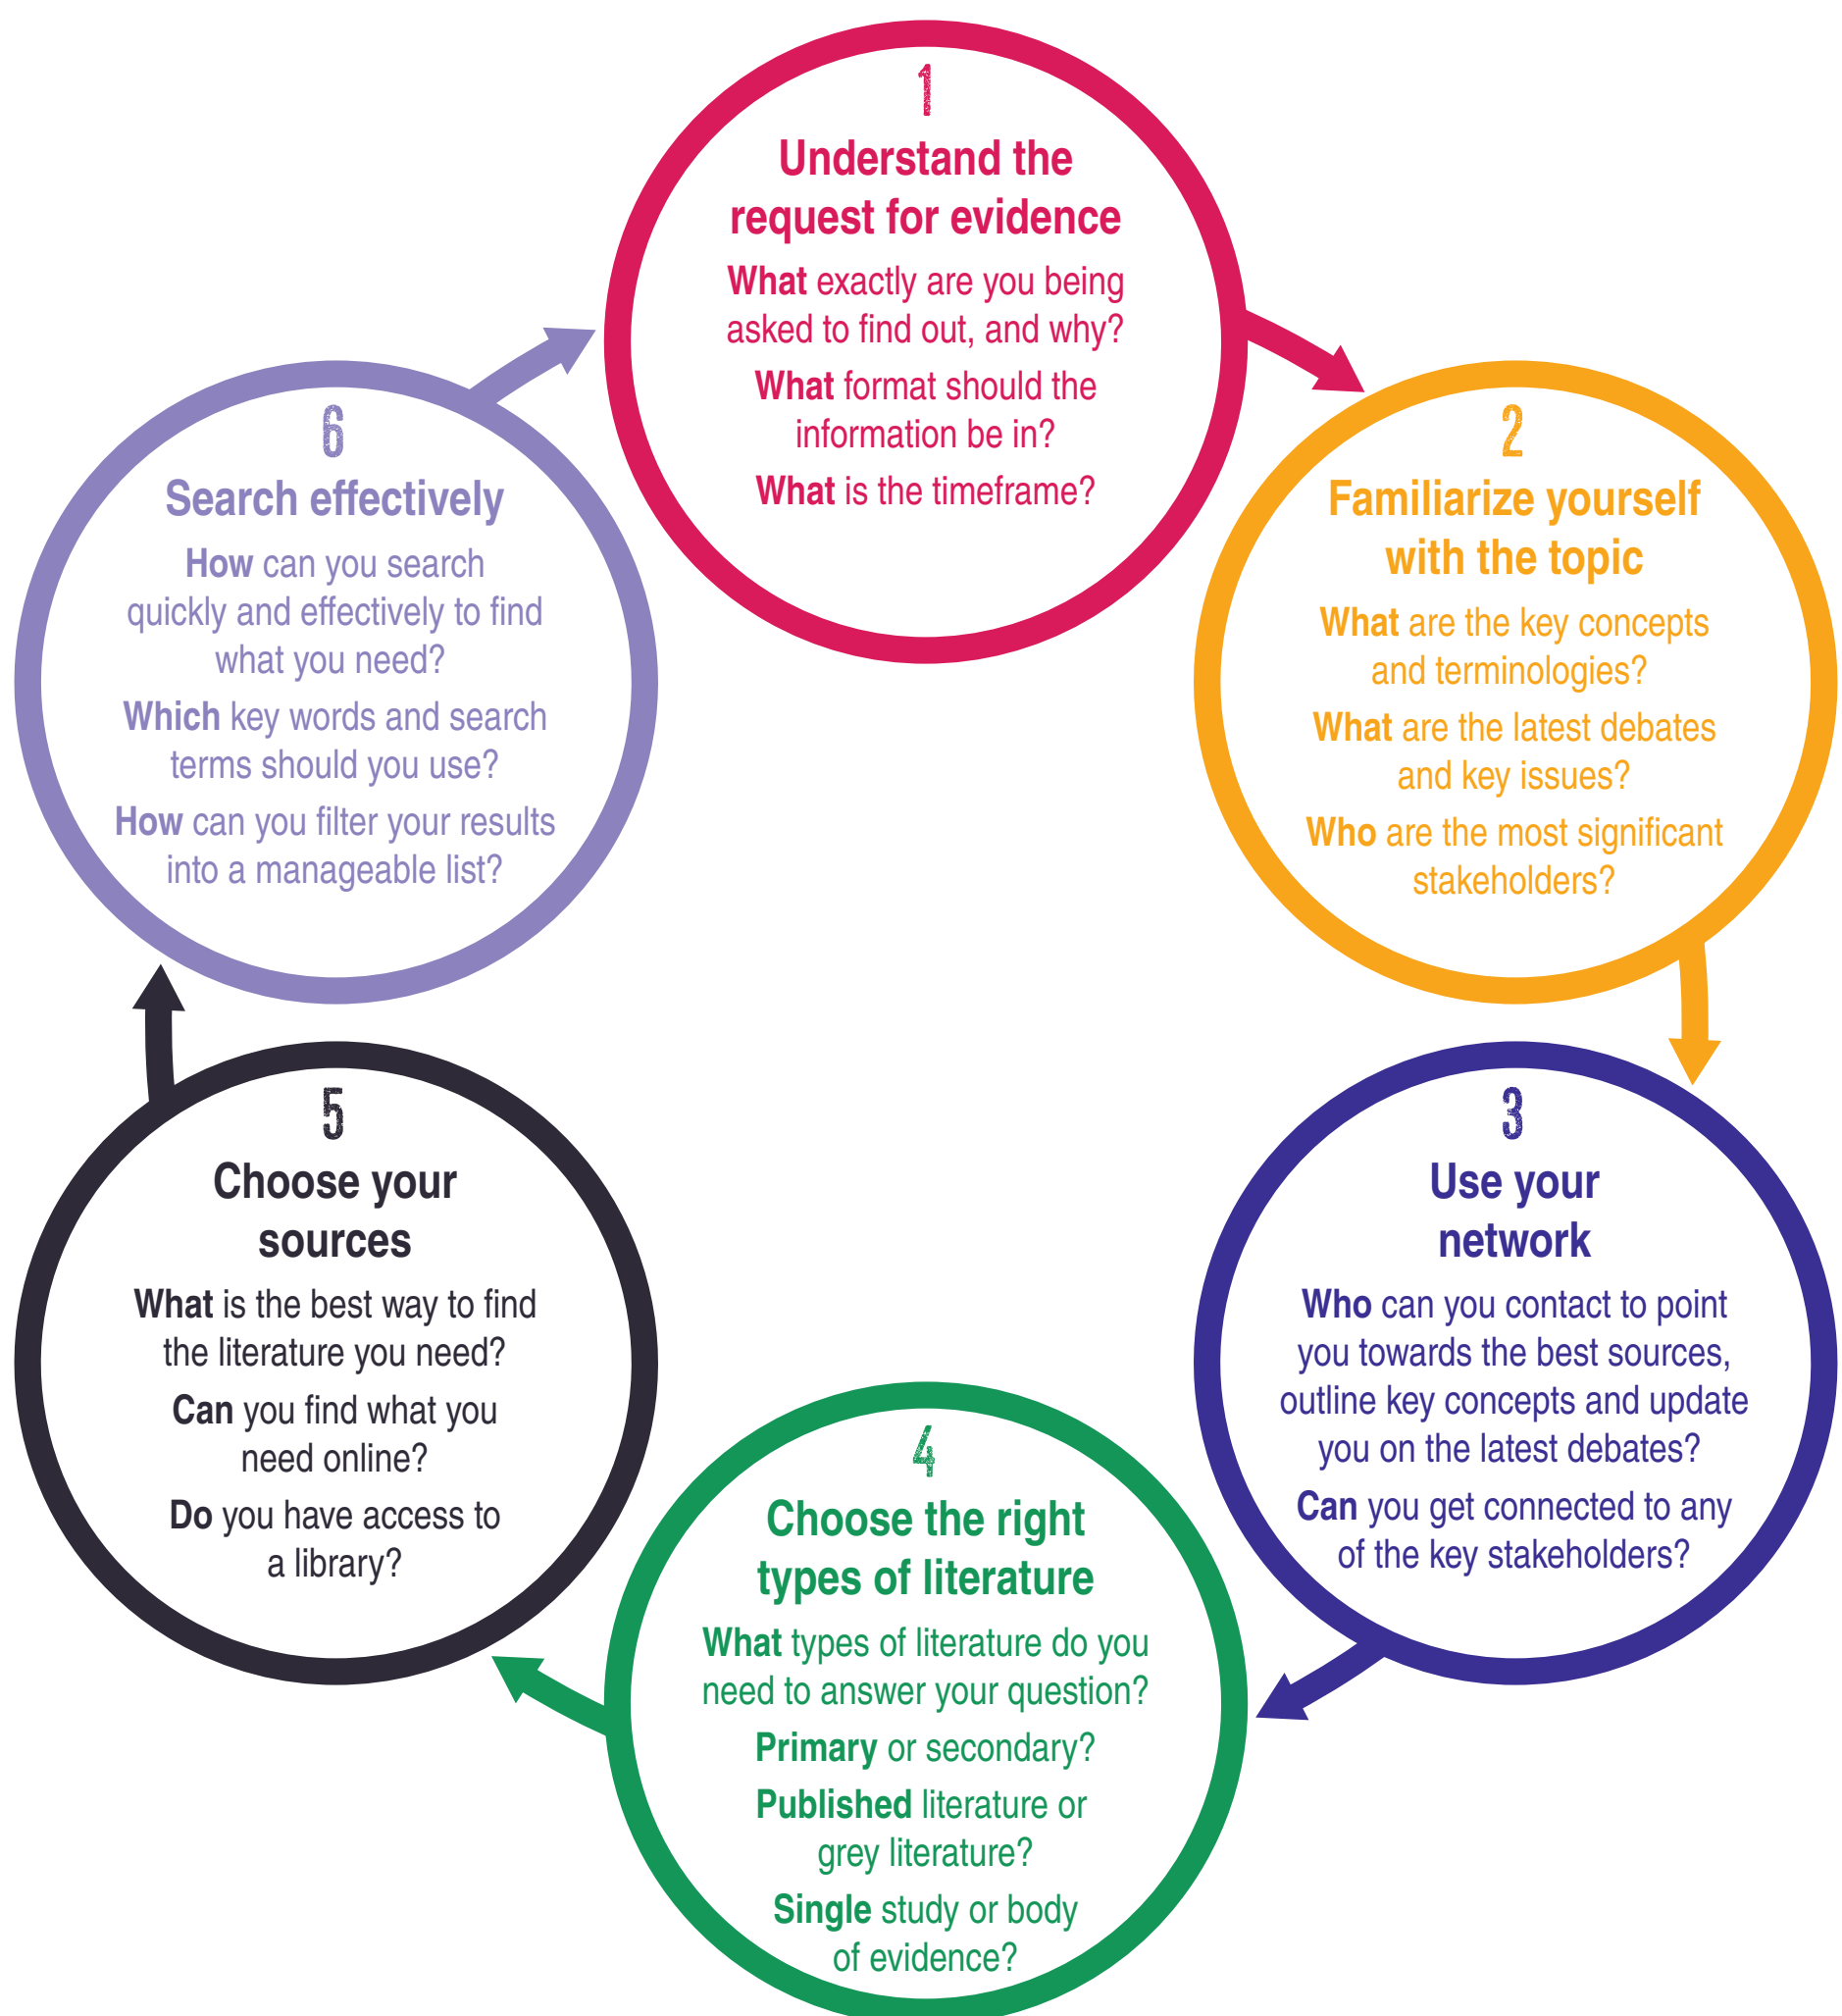 1
Understand the
request for evidence
What exactly are you being
asked to find out, and why?
What format should the
information be in?
What is the timeframe?
2
Familiarize yourself
with the topic
What are the key concepts
and terminologies?
What are the latest debates
and key issues?
Who are the most significant
stakeholders?
3
Use your
network
Who can you contact to point
you towards the best sources,
outline key concepts and update
you on the latest debates?
Can you get connected to any
of the key stakeholders?
4
Choose the right
types of literature
What types of literature do you
need to answer your question?
Primary or secondary?
Published literature or
grey literature?
Single study or body
of evidence?
5
Choose your
sources
What is the best way to find
the literature you need?
Can you find what you
need online?
Do you have access to
a library?
6
Search effectively
How can you search
quickly and effectively to find
what you need?
Which key words and search
terms should you use?
How can you filter your results
into a manageable list?